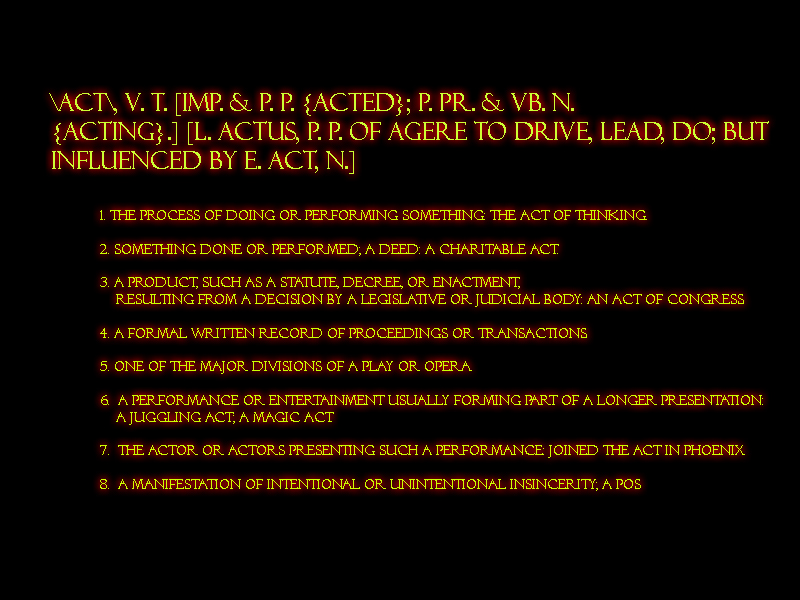 \ACT\, V. T. [IMP. & P. P. {ACTED}; P. PR. & VB. N.
{ACTING}.] [L. ACTUS, P. P. OF AGERE TO DRIVE, LEAD, DO; BUT
INFLUENCED BY E. ACT, N.]
1. THE PROCESS OF DOING OR PERFORMING SOMETHING: THE ACT OF THINKING.
2. SOMETHING DONE OR PERFORMED; A DEED: A CHARITABLE ACT.
3. A PRODUCT, SUCH AS A STATUTE, DECREE, OR ENACTMENT,
RESULTING FROM A DECISION BY A LEGISLATIVE OR JUDICIAL BODY: AN ACT OF CONGRESS.
4. A FORMAL WRITTEN RECORD OF PROCEEDINGS OR TRANSACTIONS.
5. ONE OF THE MAJOR DIVISIONS OF A PLAY OR OPERA.
6. A PERFORMANCE OR ENTERTAINMENT USUALLY FORMING PART OF A LONGER PRESENTATION:
A JUGGLING ACT; A MAGIC ACT.
7. THE ACTOR OR ACTORS PRESENTING SUCH A PERFORMANCE: JOINED THE ACT IN PHOENIX.
8. A MANIFESTATION OF INTENTIONAL OR UNINTENTIONAL INSINCERITY; A POS